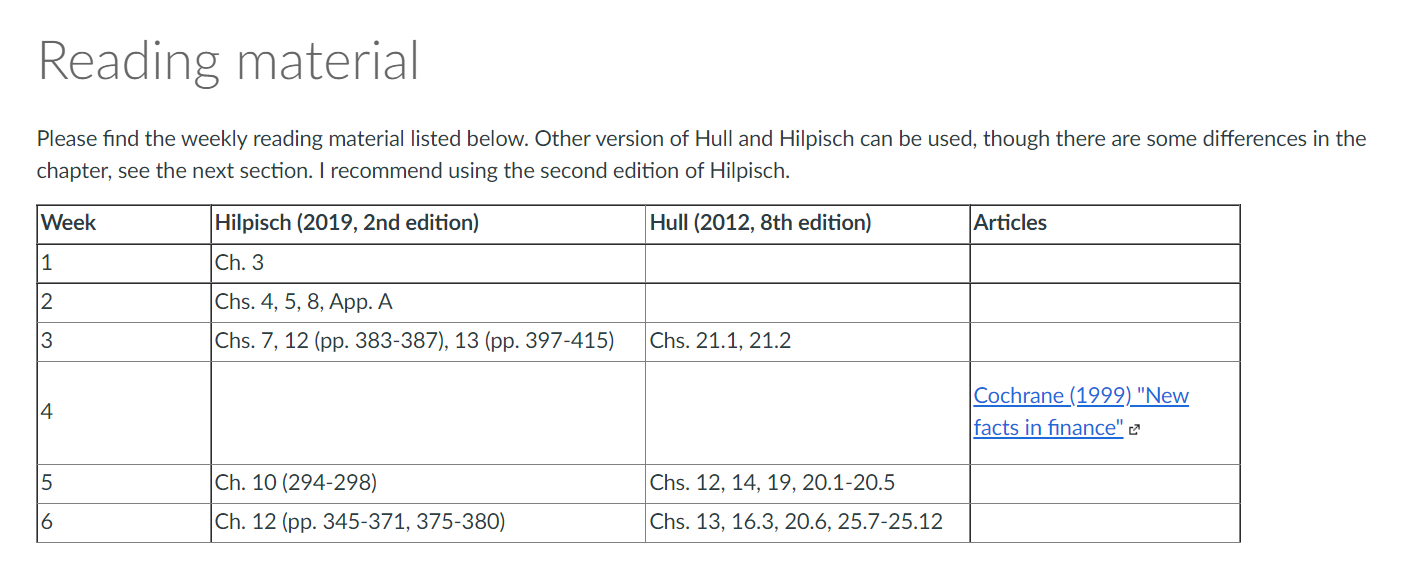 Reading material
Please find the weekly reading material listed below. Other version of Hull and Hilpisch can be used, though there are some differences in the
chapter, see the next section. I recommend using the second edition of Hilpisch.
Week Hilpisch (2019, 2nd edition) Hull (2012, 8th edition) Articles
1 Ch. 3
2 Chs. 4, 5, 8, App. A
3 Chs. 7, 12 (pp. 383-387), 13 (pp. 397-415) Chs. 21.1, 21.2
4 Cochrane (1999) "New
facts in finance"
5 Ch. 10 (294-298) Chs. 12, 14, 19, 20.1-20.5
6 Ch. 12 (pp. 345-371, 375-380) Chs. 13, 16.3, 20.6, 25.7-25.12